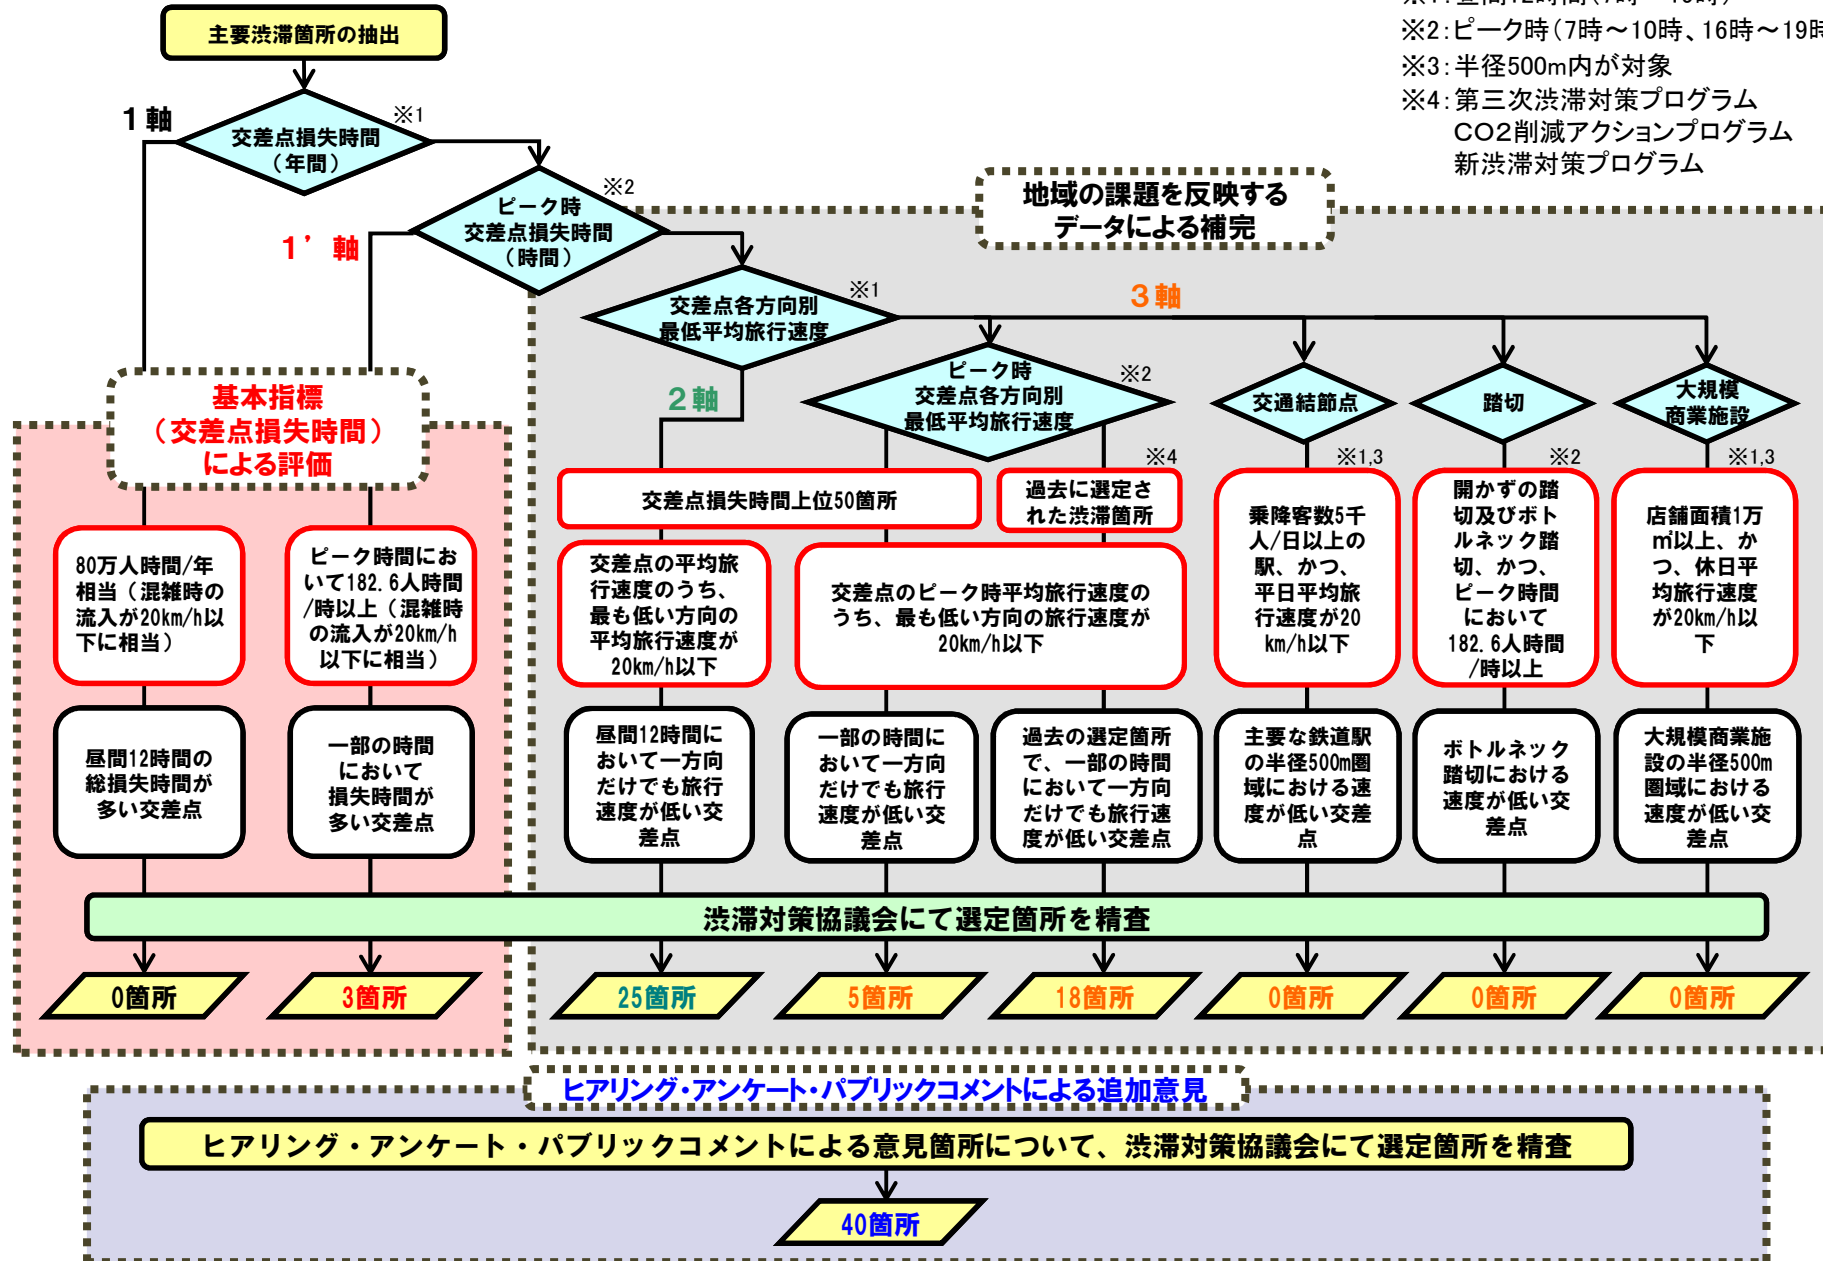 主要渋滞箇所の抽出
※2:ピーク時(7時～10時、16時～19時
※3:半径500m内が対象
※4:第三次渋滞対策プログラム
CO2削減アクションプログラム
新渋滞対策プログラム
1軸
交差点損失時間
(年間)
※1
1’軸
ピーク時
交差点損失時間
(時間)
※2
地域の課題を反映する
データによる補完
交差点各方向別
最低平均旅行速度
※1
3軸
2軸
ピーク時
交差点各方向別
最低平均旅行速度
※2
交通結節点
踏切
大規模
商業施設
基本指標
(交差点損失時間)
による評価
交差点損失時間上位50箇所
※4
過去に選定さ
れた渋滞箇所
※1,3
※2
※1,3
80万人時間/年
相当(混雑時の
流入が20km/h以
下に相当)
ピーク時間にお
いて182.6人時間
/時以上(混雑時
の流入が20km/h
以下に相当)
交差点の平均旅
行速度のうち、
最も低い方向の
平均旅行速度が
20km/h以下
交差点のピーク時平均旅行速度の
うち、最も低い方向の旅行速度が
20km/h以下
乗降客数5千
人/日以上の
駅、かつ、
平日平均旅
行速度が20
km/h以下
開かずの踏
切及びボト
ルネック踏
切、かつ、
ピーク時間
において
182.6人時間
/時以上
店舗面積1万
㎡以上、か
つ、休日平
均旅行速度
が20km/h以
下
昼間12時間の
総損失時間が
多い交差点
一部の時間
において
損失時間が
多い交差点
昼間12時間に
おいて一方向
だけでも旅行
速度が低い交
差点
一部の時間に
おいて一方向
だけでも旅行
速度が低い交
差点
過去の選定箇所
で、一部の時間
において一方向
だけでも旅行速
度が低い交差点
主要な鉄道駅
の半径500m圏
域における速
度が低い交差
点
ボトルネック
踏切における
速度が低い交
差点
大規模商業施
設の半径500m
圏域における
速度が低い交
差点
渋滞対策協議会にて選定箇所を精査
0箇所
3箇所
25箇所
5箇所
18箇所
0箇所
0箇所
0箇所
ヒアリング・アンケート・パブリックコメントによる追加意見
ヒアリング・アンケート・パブリックコメントによる意見箇所について、渋滞対策協議会にて選定箇所を精査
40箇所